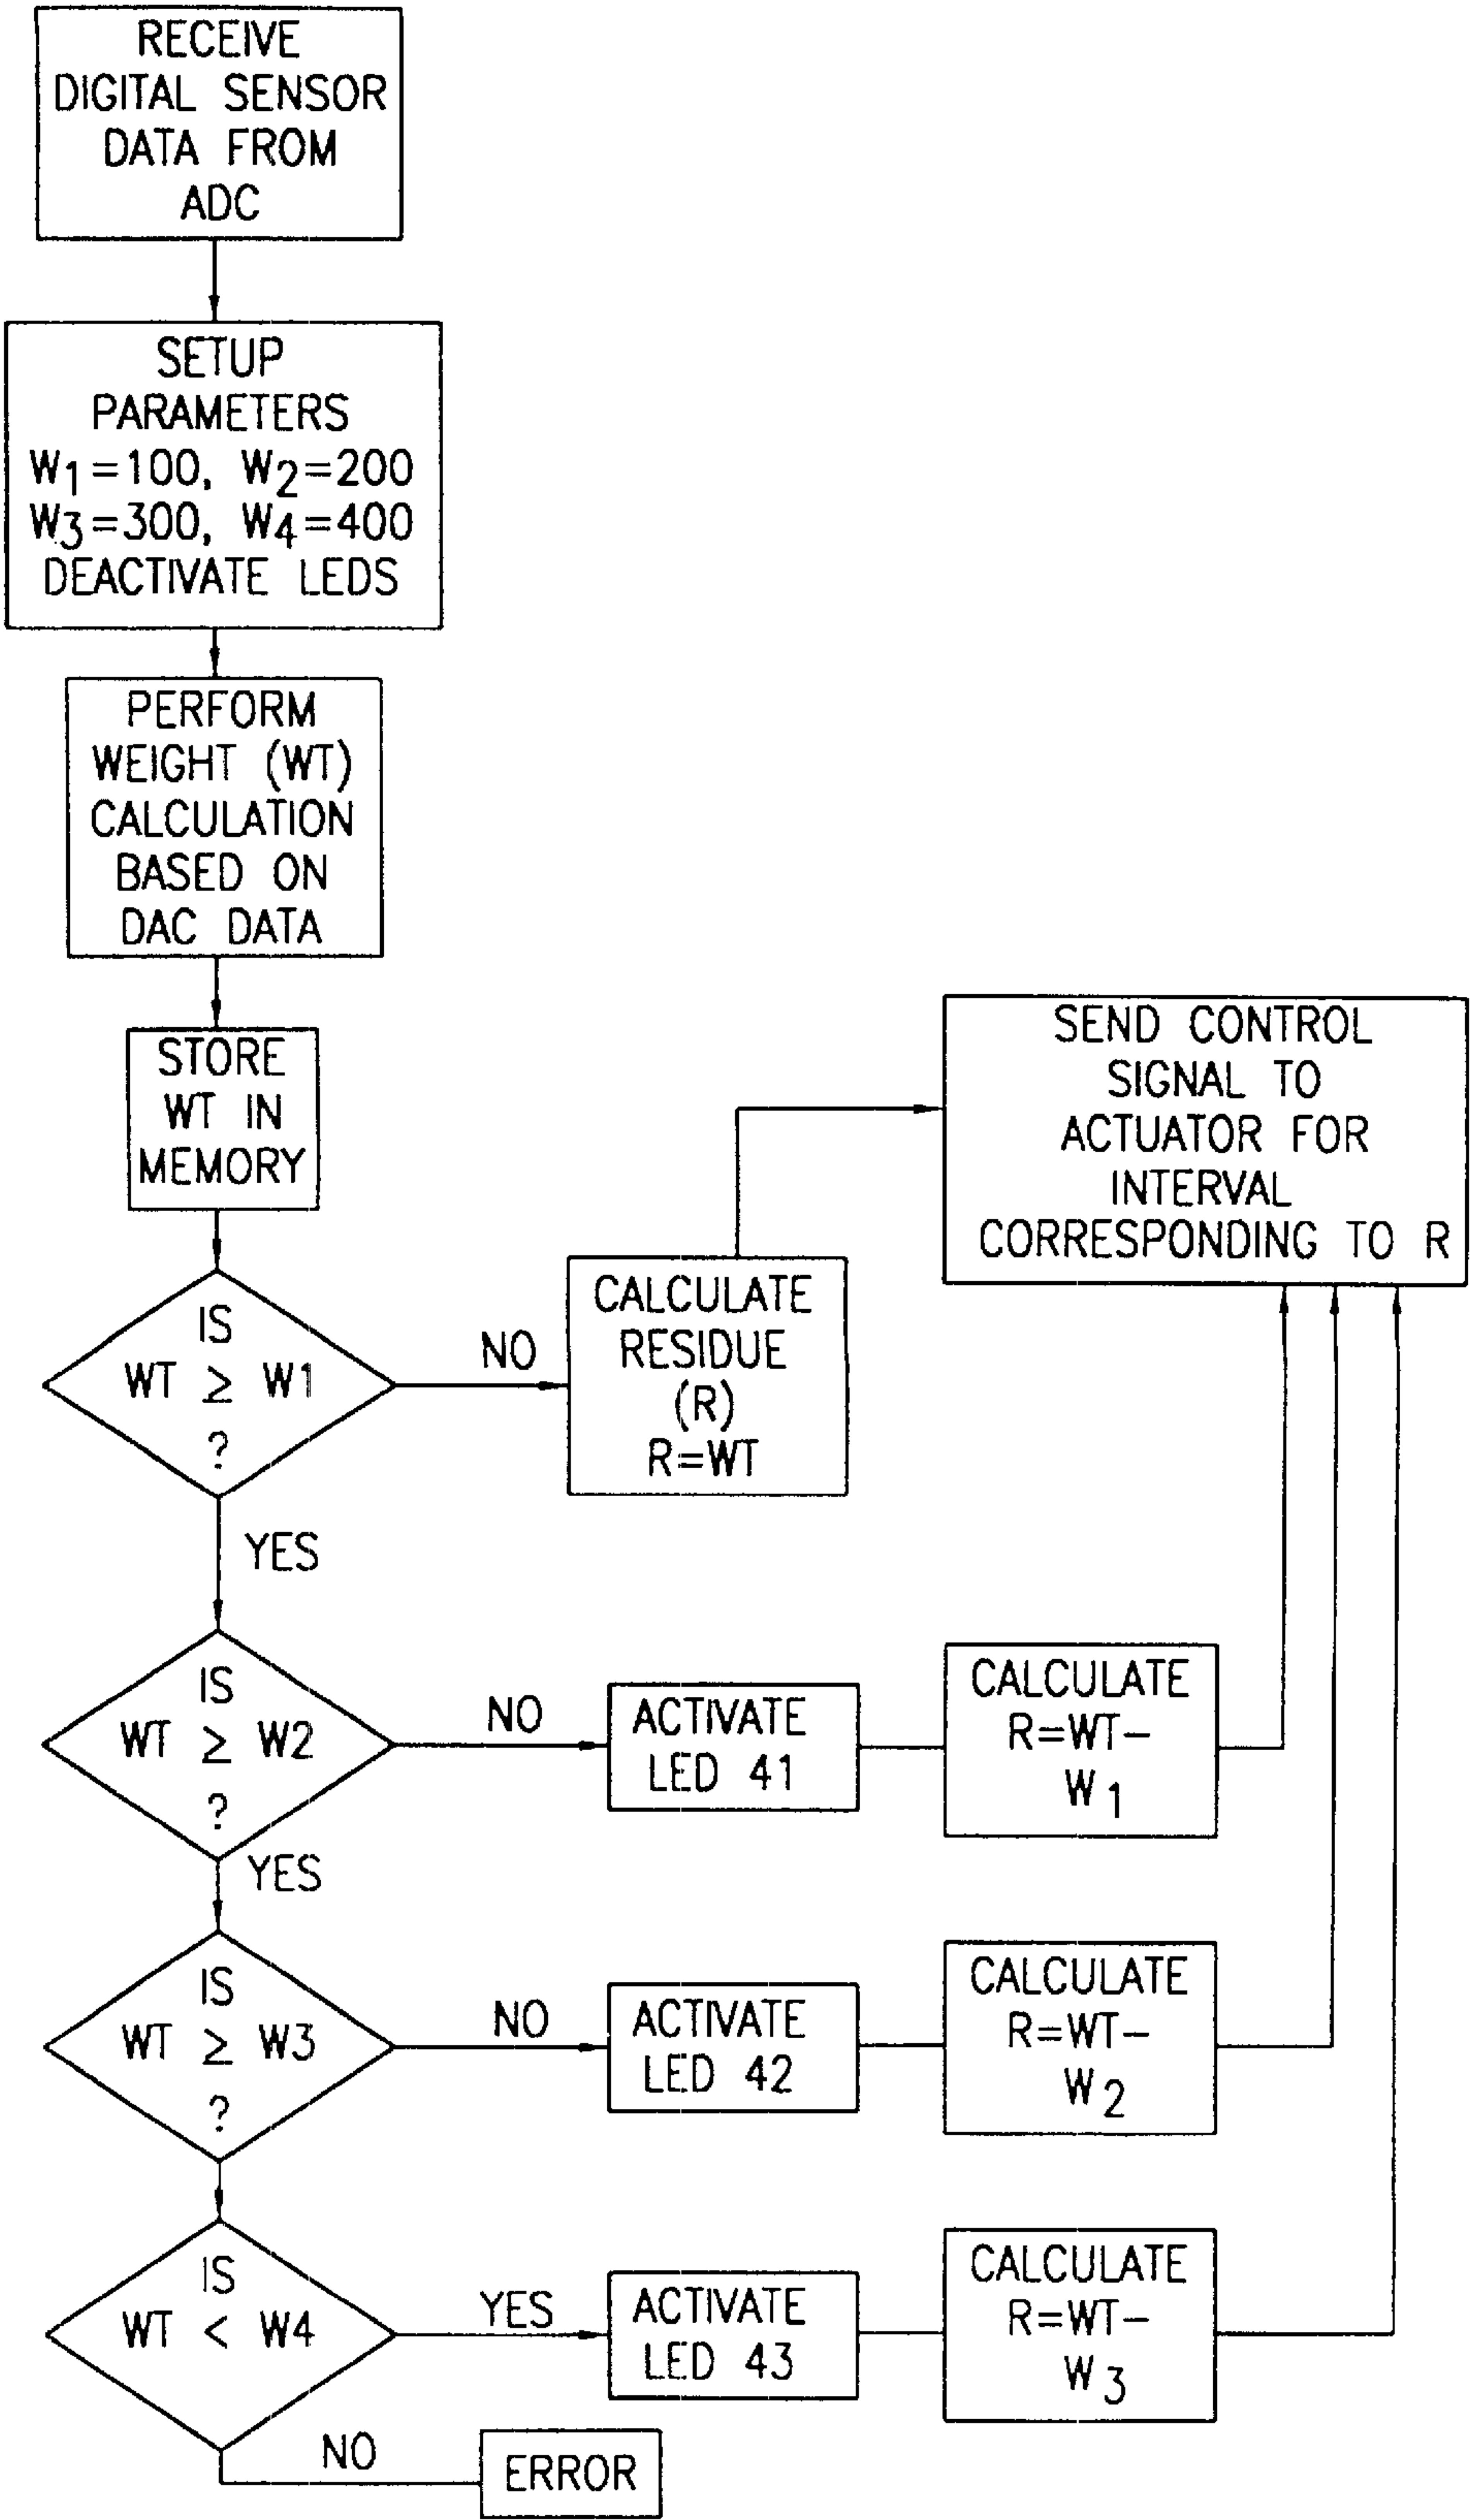 RECEIVE
DIGITAL SENSOR
DATA FROM
ADC
SETUP
PARAMETERS
W1=100, W2=200
W3=300, W4=400
DEACTIVATE LEDS
PERFORM
WEIGHT (WT)
CALCULATION
BASED ON
DAC DATA
STORE
WT IN
MEMORY
SEND CONTROL
SIGNAL TO
ACTUATOR FOR
INTERVAL
CORRESPONDING TO R
IS
WT ≥ W1
?
NO
CALCULATE
RESIDUE
(R)
R=WT
YES
IS
WT ≥ W2
?
NO
ACTIVATE
LED 41
CALCULATE
R=WT-
W1
YES
IS
WT ≥ W3
?
NO
ACTIVATE
LED 42
CALCULATE
R=WT-
W2
IS
WT < W4
YES
ACTIVATE
LED 43
CALCULATE
R=WT-
W3
NO
ERROR